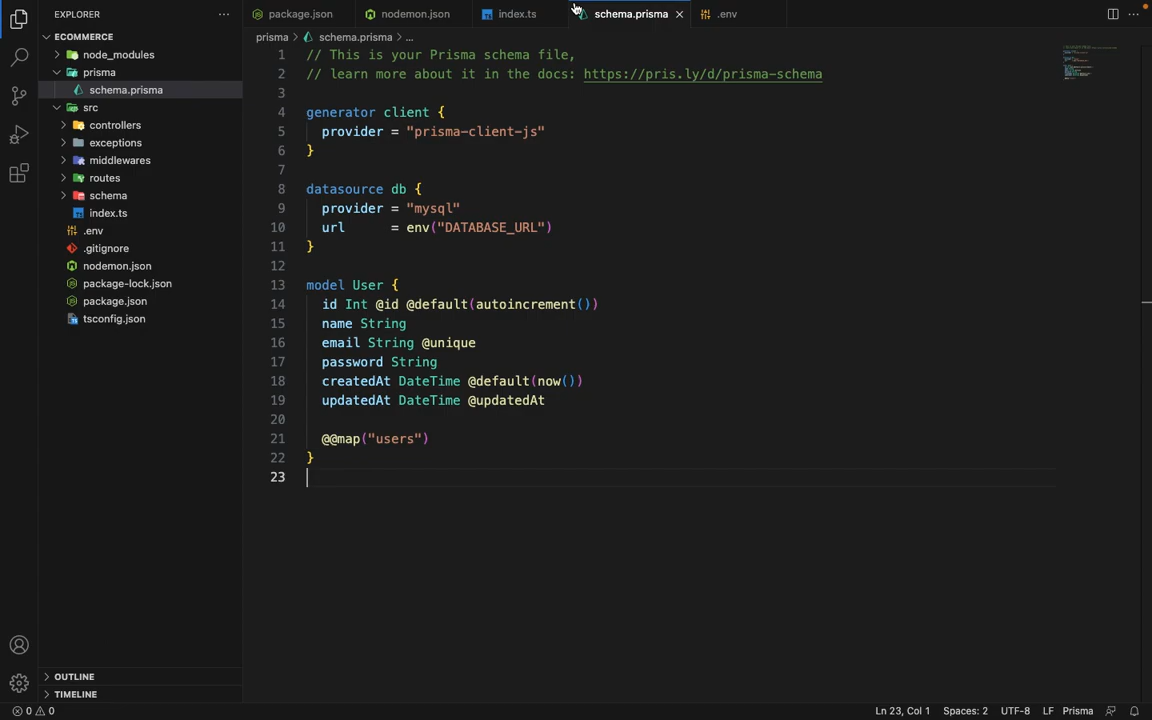 EXPLORER
ECOMMERCE
node_modules
prisma
schema.prisma
src
controllers
exceptions
middlewares
routes
schema
index.ts
.env
.gitignore
nodemon.json
package-lock.json
package.json
tsconfig.json
OUTLINE
TIMELINE
package.json
nodemon.json
index.ts
schema.prisma
.env
prisma > schema.prisma > ...
1 // This is your Prisma schema file,
2 // learn more about it in the docs: https://pris.ly/d/prisma-schema
3
4 generator client {
5 provider = "prisma-client-js"
6 }
7
8 datasource db {
9 provider = "mysql"
10 url      = env("DATABASE_URL")
11 }
12
13 model User {
14 id Int @id @default(autoincrement())
15 name String
16 email String @unique
17 password String
18 createdAt DateTime @default(now())
19 updatedAt DateTime @updatedAt
20
21 @@map("users")
22 }
23
0 0
Ln 23, Col 1 Spaces: 2 UTF-8 LF Prisma